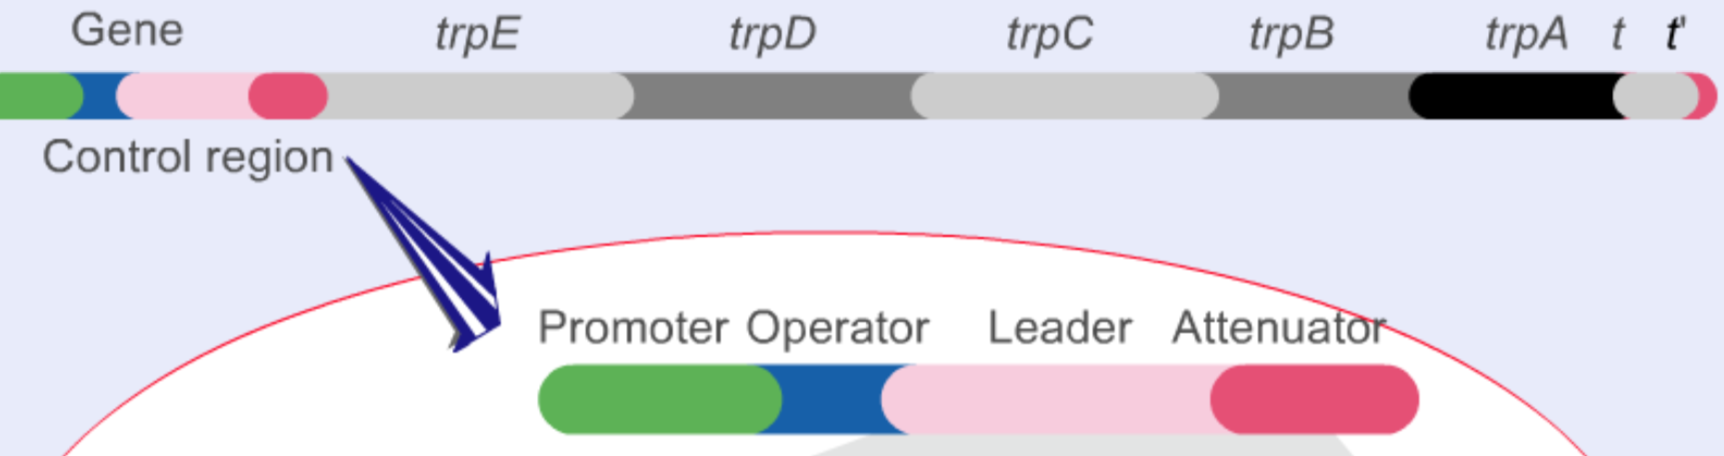 Gene trpE trpD trpC trpB trpA t t'
Control region
Promoter Operator Leader Attenuator